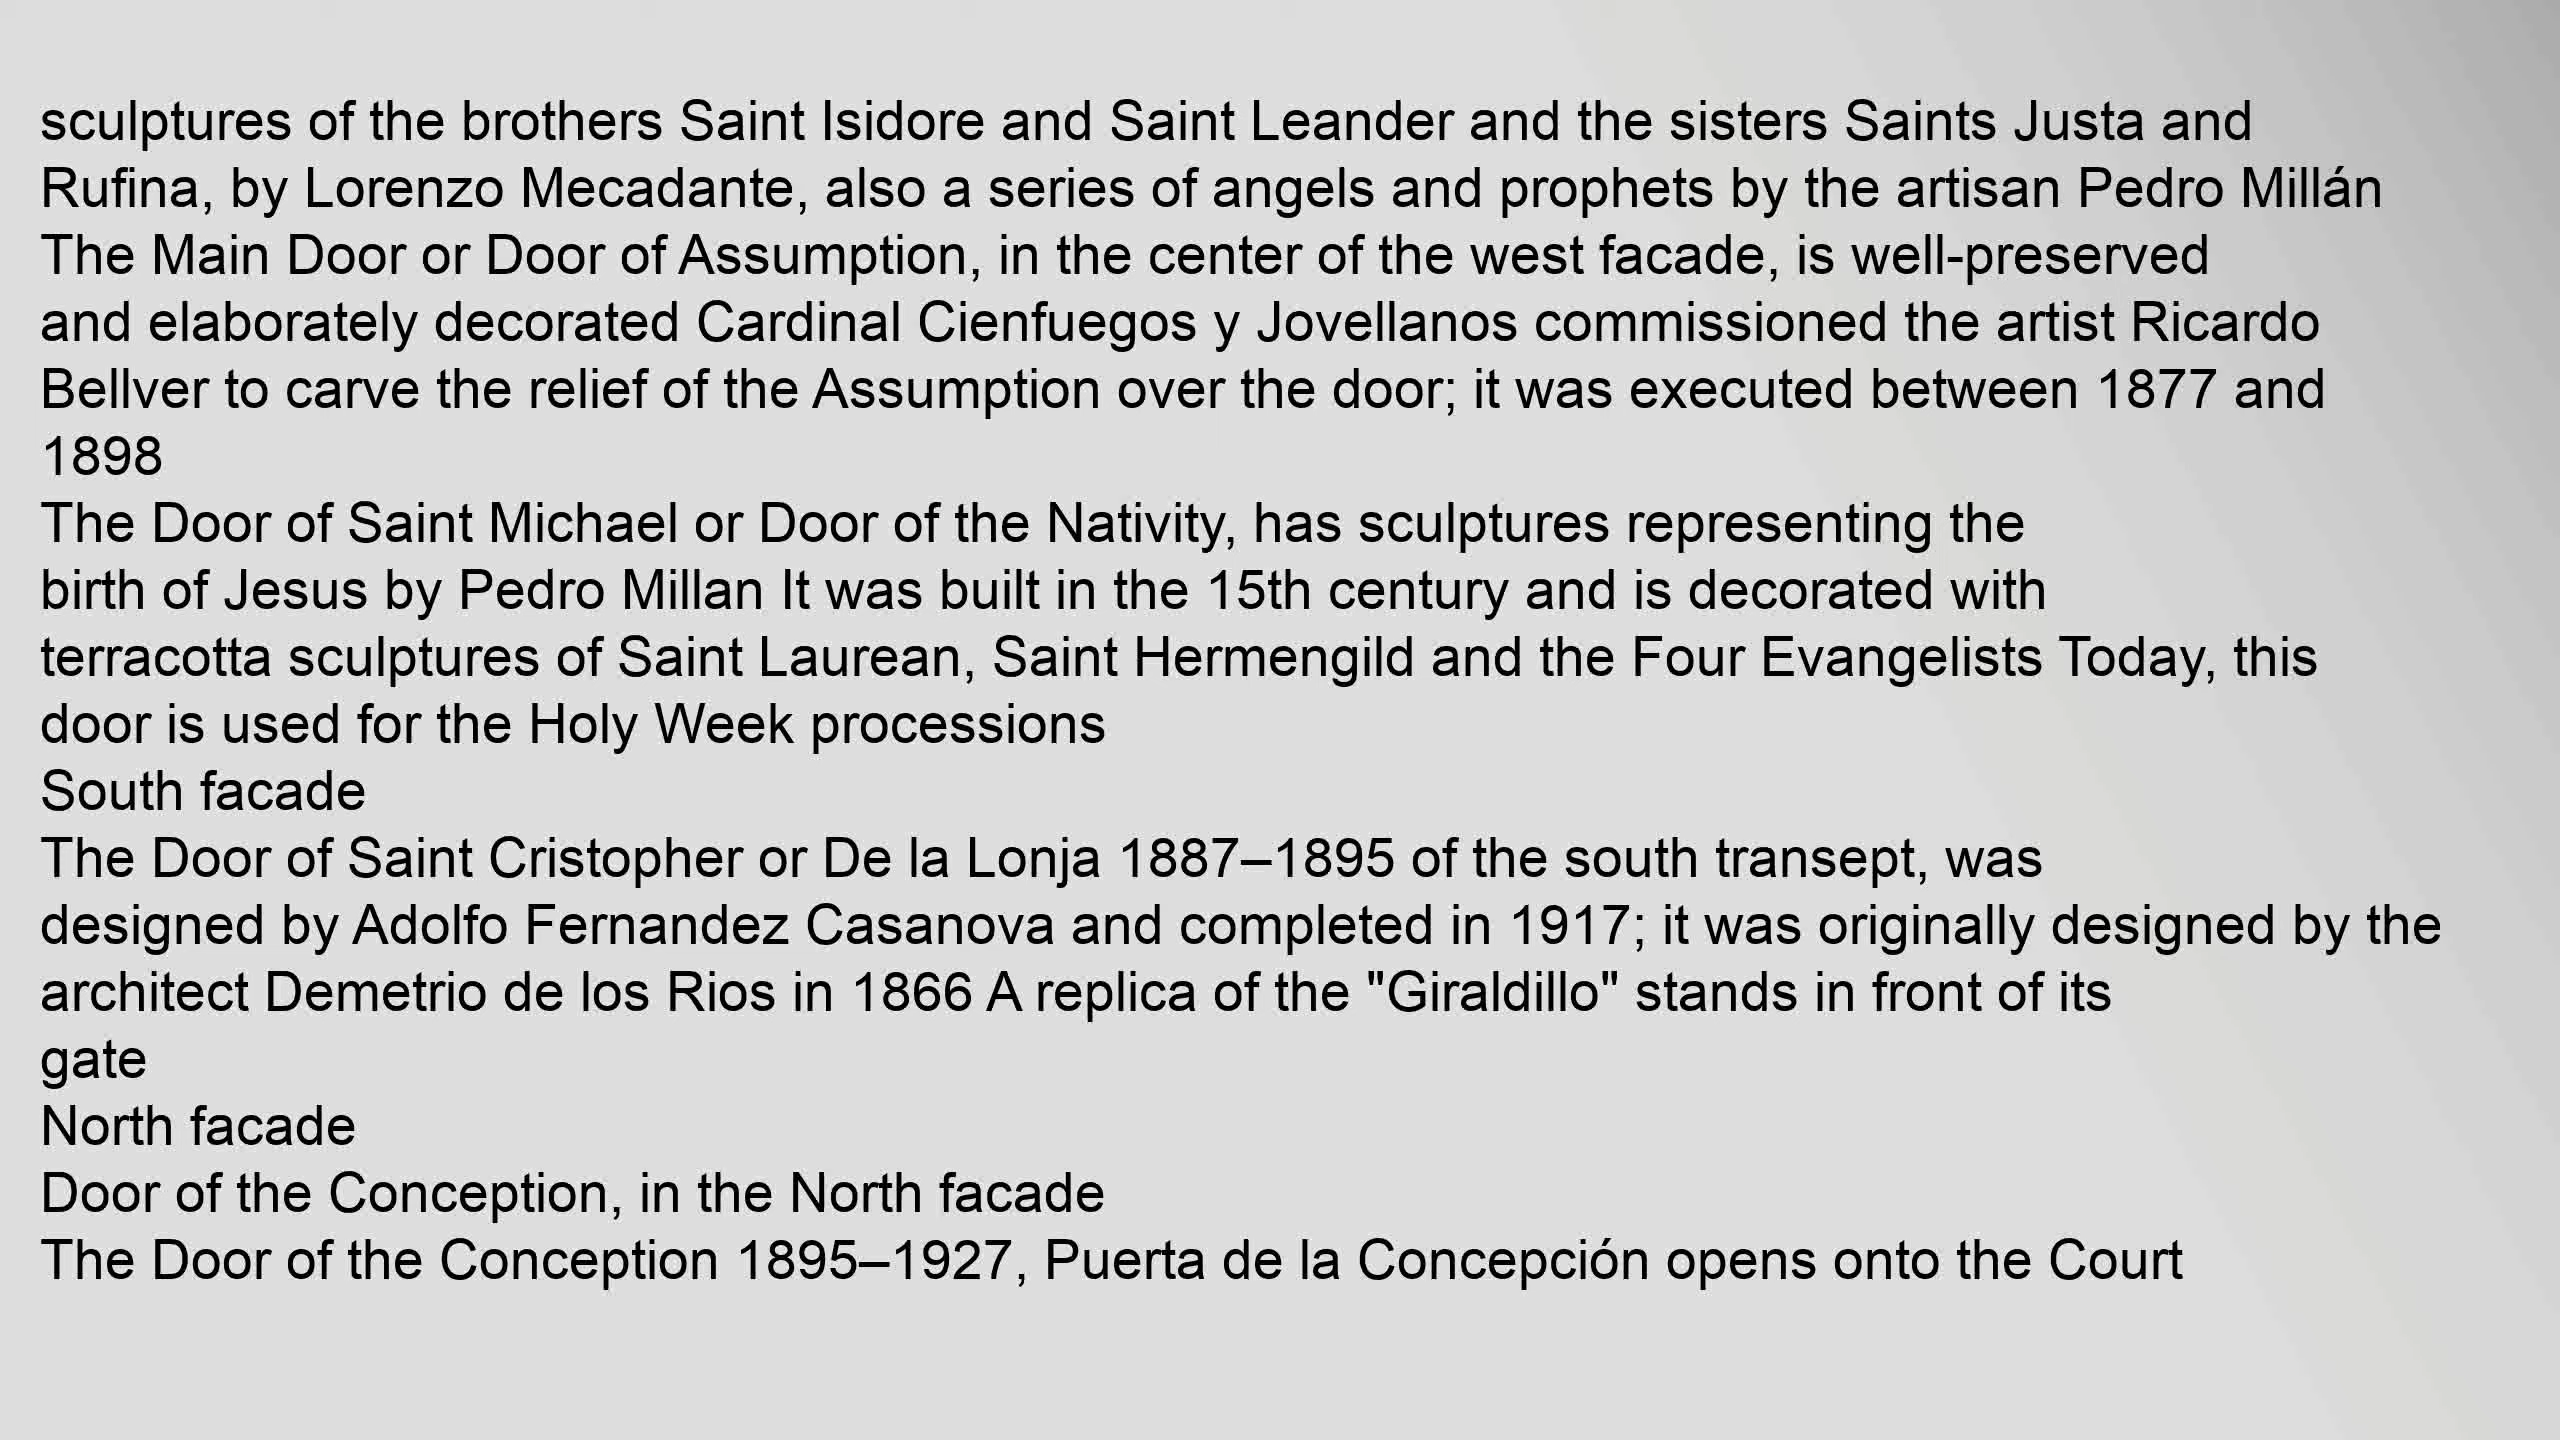 sculptures of the brothers Saint Isidore and Saint Leander and the sisters Saints Justa and
Rufina, by Lorenzo Mecadante, also a series of angels and prophets by the artisan Pedro Millán
The Main Door or Door of Assumption, in the center of the west facade, is well-preserved
and elaborately decorated Cardinal Cienfuegos y Jovellanos commissioned the artist Ricardo
Bellver to carve the relief of the Assumption over the door; it was executed between 1877 and
1898
The Door of Saint Michael or Door of the Nativity, has sculptures representing the
birth of Jesus by Pedro Millan It was built in the 15th century and is decorated with
terracotta sculptures of Saint Laurean, Saint Hermengild and the Four Evangelists Today, this
door is used for the Holy Week processions
South facade
The Door of Saint Cristopher or De la Lonja 1887–1895 of the south transept, was
designed by Adolfo Fernandez Casanova and completed in 1917; it was originally designed by the
architect Demetrio de los Rios in 1866 A replica of the "Giraldillo" stands in front of its
gate
North facade
Door of the Conception, in the North facade
The Door of the Conception 1895–1927, Puerta de la Concepción opens onto the Court